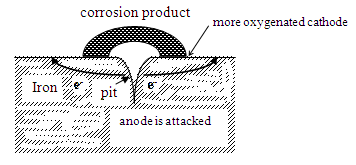 corrosion product
more oxygenated cathode
Iron
e-
pit
e-
anode is attacked